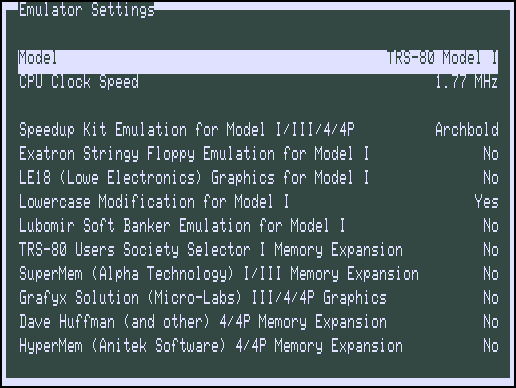 Emulator Settings
Model TRS-80 Model I
CPU Clock Speed 1.77 MHz
Speedup Kit Emulation for Model I/III/4/4P Archbold
Exatron Stringy Floppy Emulation for Model I No
LE18 (Lowe Electronics) Graphics for Model I No
Lowercase Modification for Model I Yes
Lubomir Soft Banker Emulation for Model I No
TRS-80 Users Society Selector I Memory Expansion No
SuperMem (Alpha Technology) I/III Memory Expansion No
Grafyx Solution (Micro-Labs) III/4/4P Graphics No
Dave Huffman (and other) 4/4P Memory Expansion No
HyperMem (Anitek Software) 4/4P Memory Expansion No